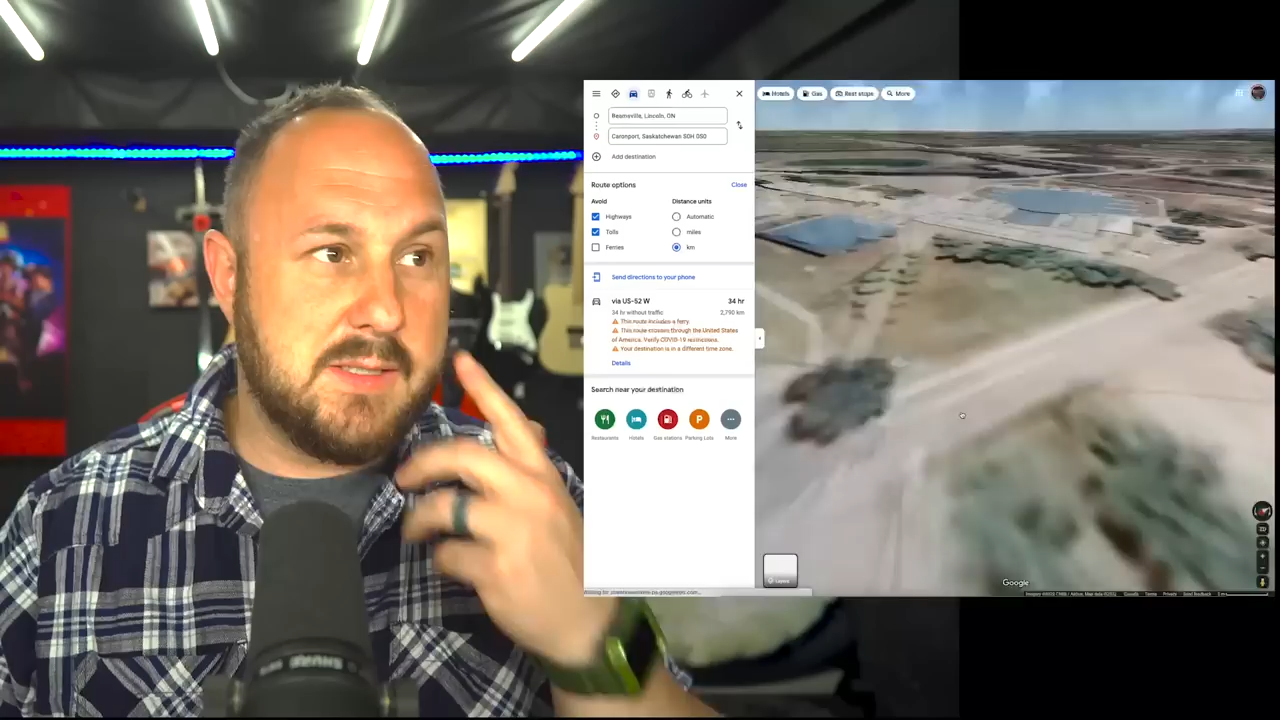 Hotels
Gas
Rest stops
More
Beamsville, Lincoln, ON
Caronport, Saskatchewan S0H 0S0
Add destination
Route options
Close
Avoid
Distance units
Highways
Automatic
Tolls
miles
Ferries
km
Send directions to your phone
via US-52 W
34 hr
34 hr without traffic
2,790 km
This route includes a ferry.
This route crosses through the United States
of America. Verify COVID-19 restrictions.
Your destination is in a different time zone.
Details
Search near your destination
P
Restaurants
Hotels
Gas stations
Parking Lots
More
Layers
Google
SHURE